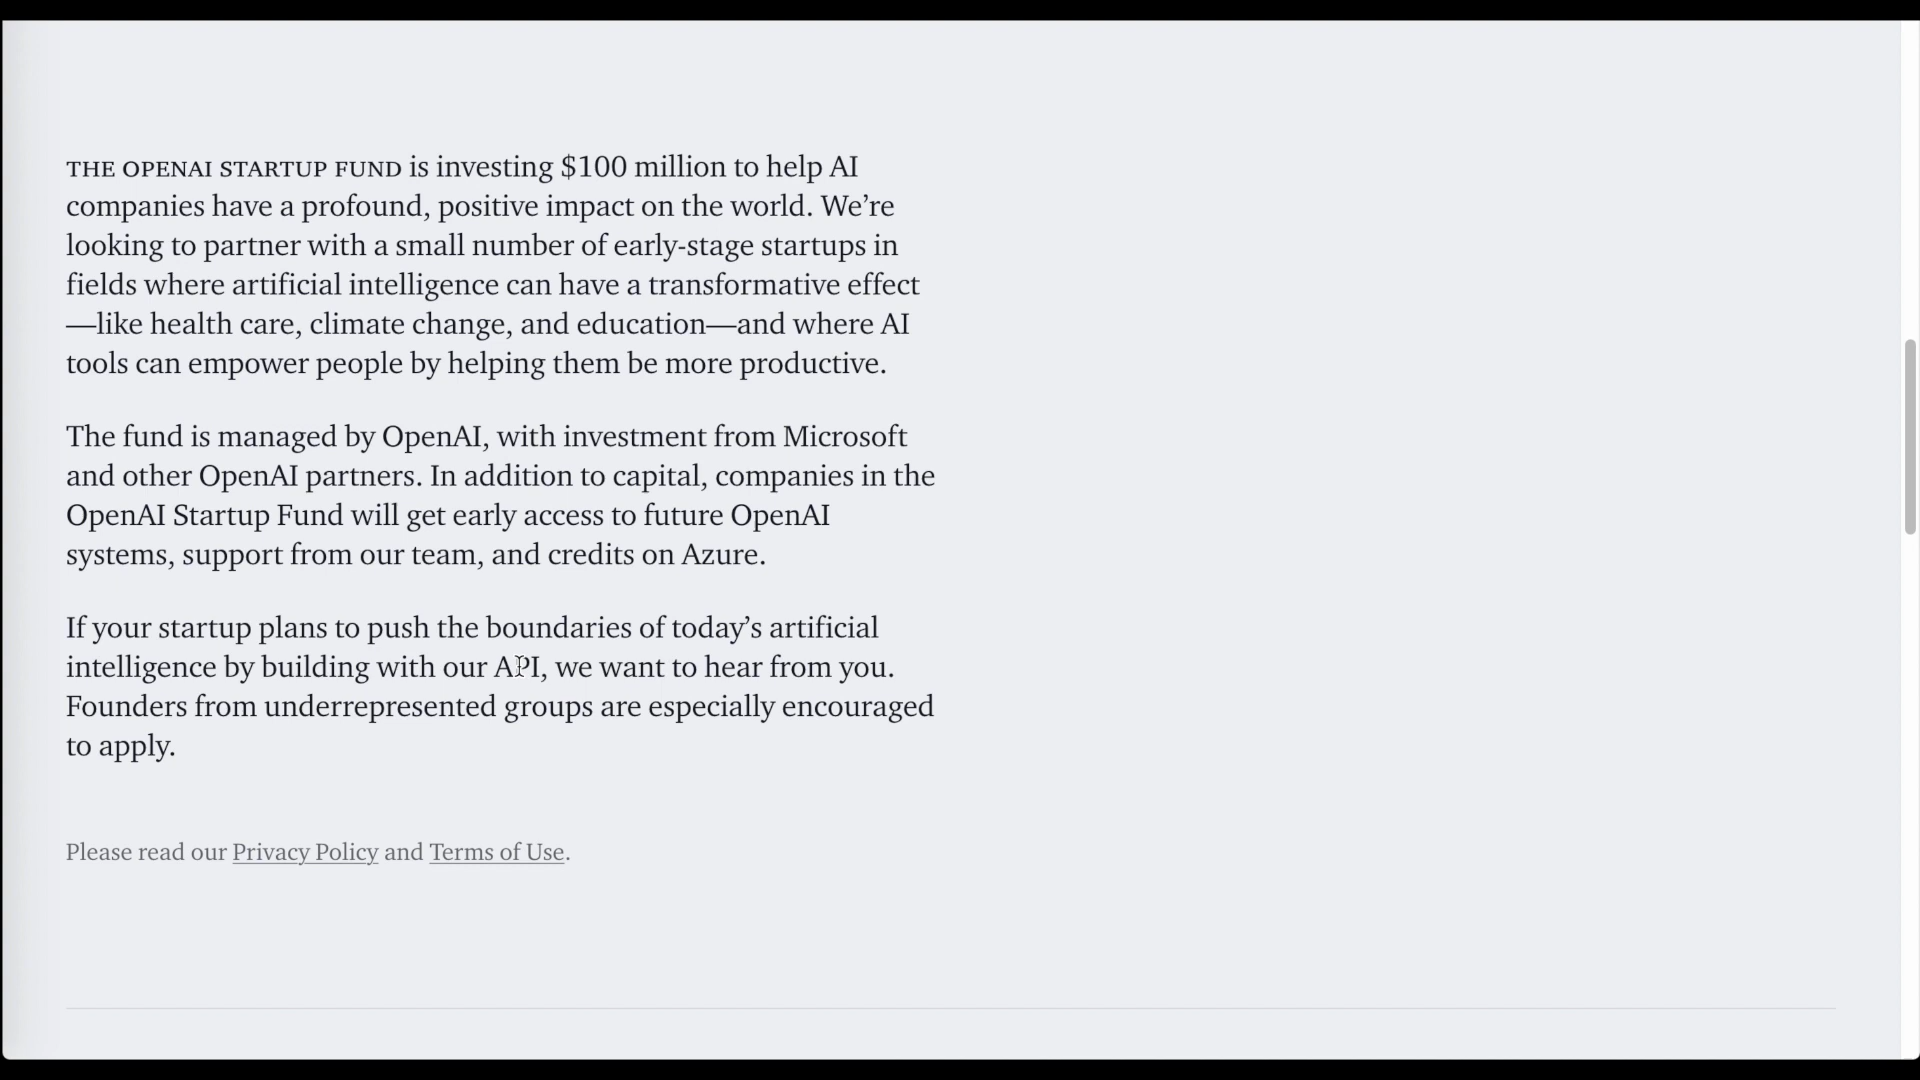 THE OPENAI STARTUP FUND is investing $100 million to help AI
companies have a profound, positive impact on the world. We’re
looking to partner with a small number of early-stage startups in
fields where artificial intelligence can have a transformative effect
—like health care, climate change, and education—and where AI
tools can empower people by helping them be more productive.
The fund is managed by OpenAI, with investment from Microsoft
and other OpenAI partners. In addition to capital, companies in the
OpenAI Startup Fund will get early access to future OpenAI
systems, support from our team, and credits on Azure.
If your startup plans to push the boundaries of today’s artificial
intelligence by building with our API, we want to hear from you.
Founders from underrepresented groups are especially encouraged
to apply.
Please read our Privacy Policy and Terms of Use.